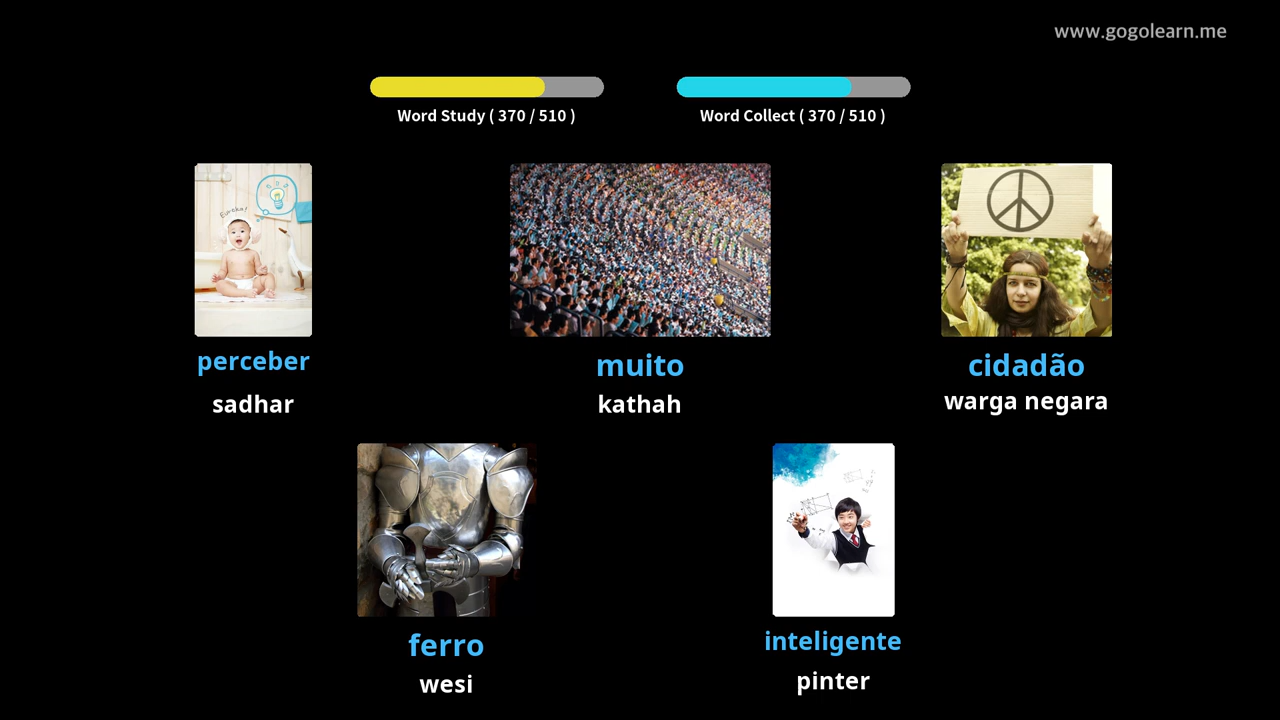 www.gogolearn.me
Word Study ( 370 / 510 )
Word Collect ( 370 / 510 )
Eureka!
perceber
sadhar
muito
kathah
cidadão
warga negara
ferro
wesi
inteligente
pinter